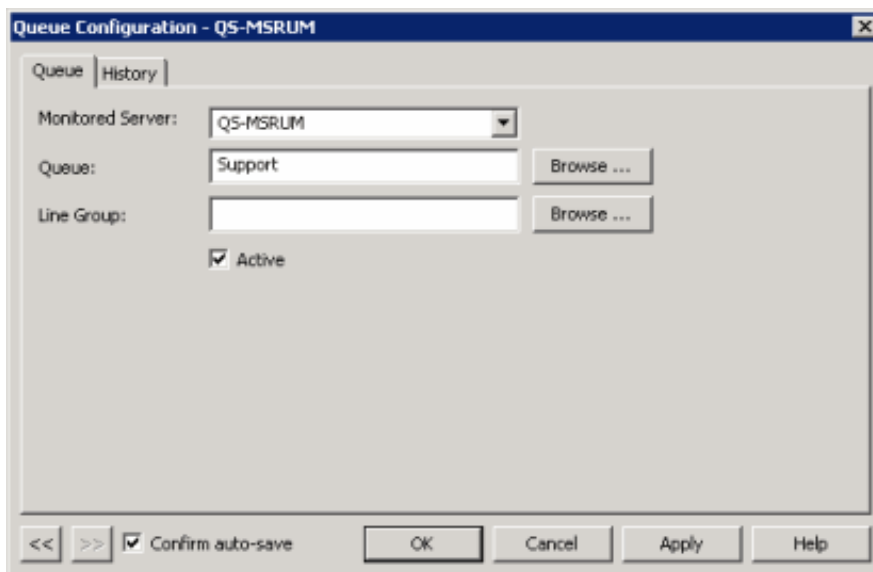 Queue Configuration - QS-MSRUM
Queue History
Monitored Server: QS-MSRUM
Queue: Support Browse ...
Line Group: Browse ...
Active
<< >> Confirm auto-save OK Cancel Apply Help